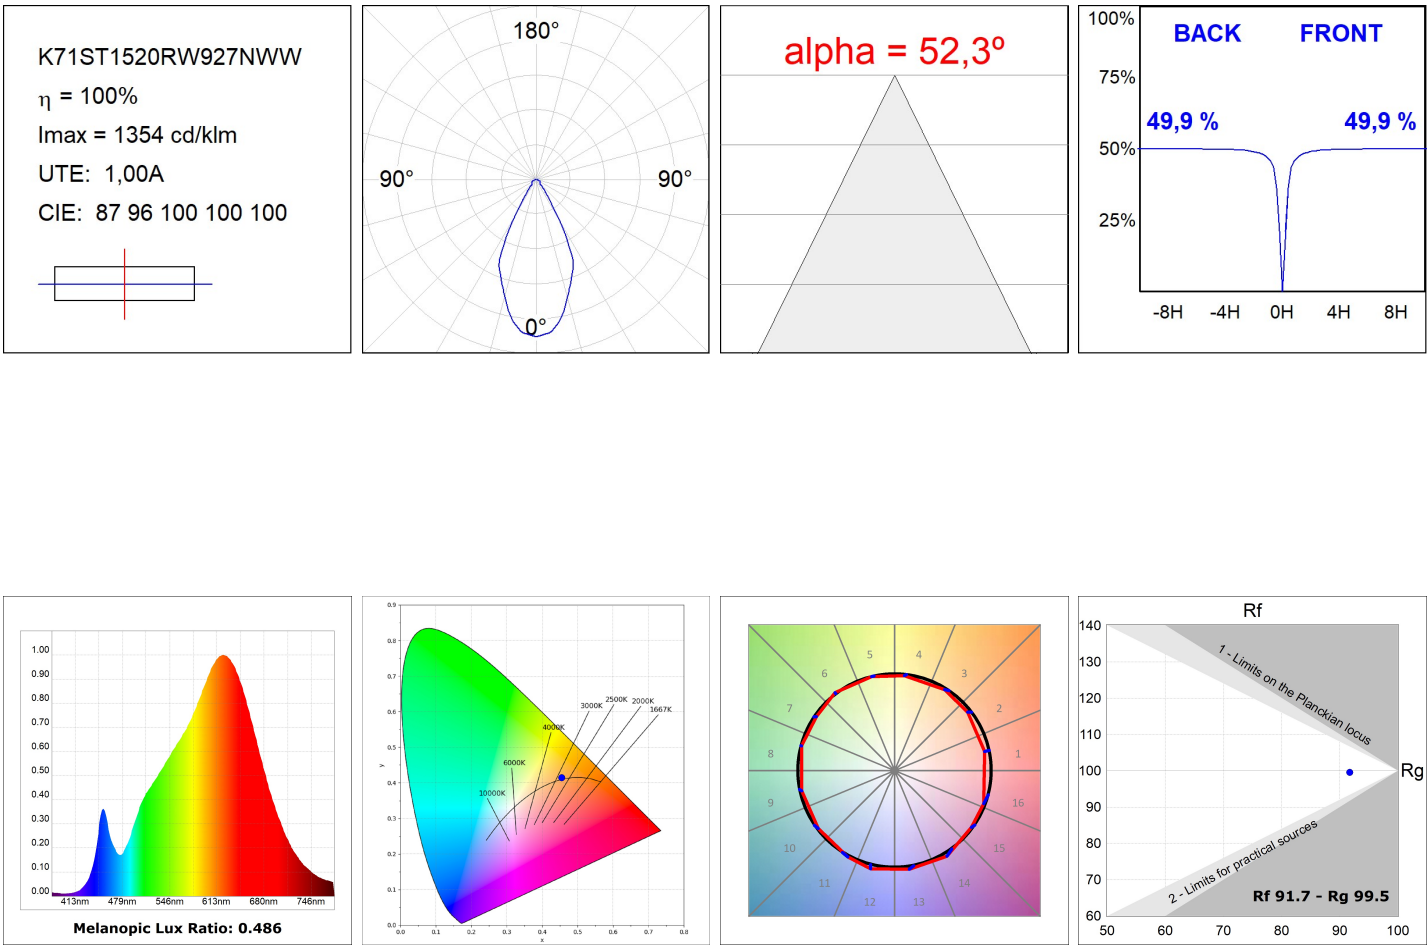 K71ST1520RW927NWW
η = 100%
Imax = 1354 cd/klm
UTE: 1,00A
CIE: 87 96 100 100 100
180°
90°
90°
0°
alpha = 52,3º
100%
BACK
FRONT
75%
49,9 %
49,9 %
50%
25%
-8H
-4H
0H
4H
8H
1.00
0.90
0.80
0.70
0.60
0.50
0.40
0.30
0.20
0.10
0.00
413nm
479nm
546nm
613nm
680nm
746nm
Melanopic Lux Ratio: 0.486
0.9
0.8
0.7
0.6
0.5
0.4
0.3
0.2
0.1
0.0
y
2500K
2000K
3000K
1667K
4000K
6000K
10000K
0.0
0.1
0.2
0.3
0.4
0.5
0.6
0.7
0.8
x
5
4
6
3
7
2
8
1
9
16
10
15
11
14
12
13
Rf
140
130
120
110
100
90
80
70
60
1 - Limits on the Planckian locus
Rg
2 - Limits for practical sources
Rf 91.7 - Rg 99.5
50
60
70
80
90
100